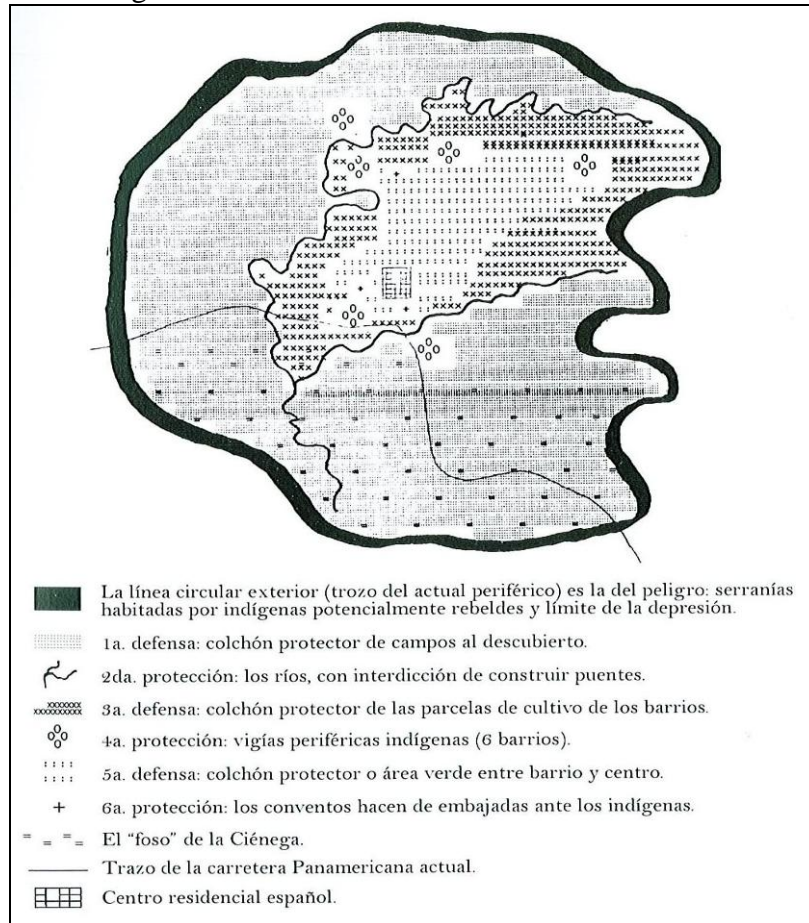 La línea circular exterior (trozo del actual periférico) es la del peligro: serranías
habitadas por indígenas potencialmente rebeldes y límite de la depresión.
1a. defensa: colchón protector de campos al descubierto.
2da. protección: los ríos, con interdicción de construir puentes.
3a. defensa: colchón protector de las parcelas de cultivo de los barrios.
4a. protección: vigías periféricas indígenas (6 barrios).
5a. defensa: colchón protector o área verde entre barrio y centro.
6a. protección: los conventos hacen de embajadas ante los indígenas.
El "foso" de la Ciénega.
Trazo de la carretera Panamericana actual.
Centro residencial español.